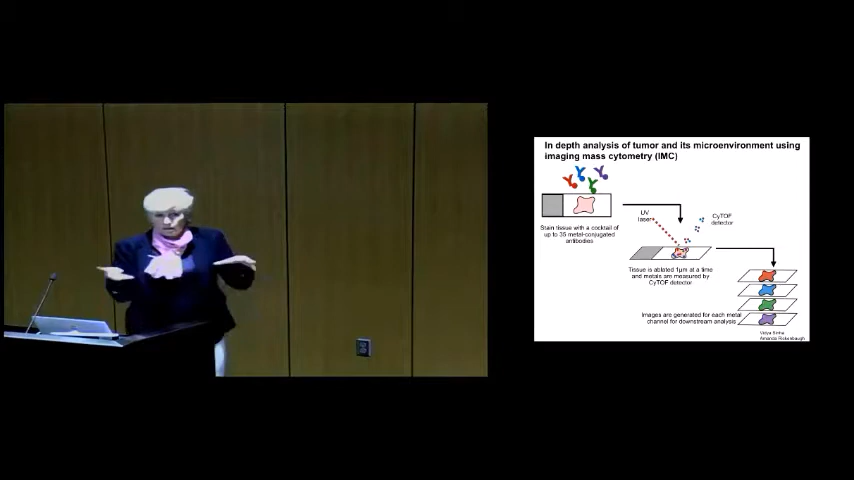 In depth analysis of tumor and its microenvironment using
imaging mass cytometry (IMC)
Stain tissue with a cocktail of
up to 35 metal-conjugated
antibodies
UV
laser
CyTOF
detector
Tissue is ablated 1µm at a time
and metals are measured by
CyTOF detector
Images are generated for each metal
channel for downstream analysis
Amanda Rickenbaugh